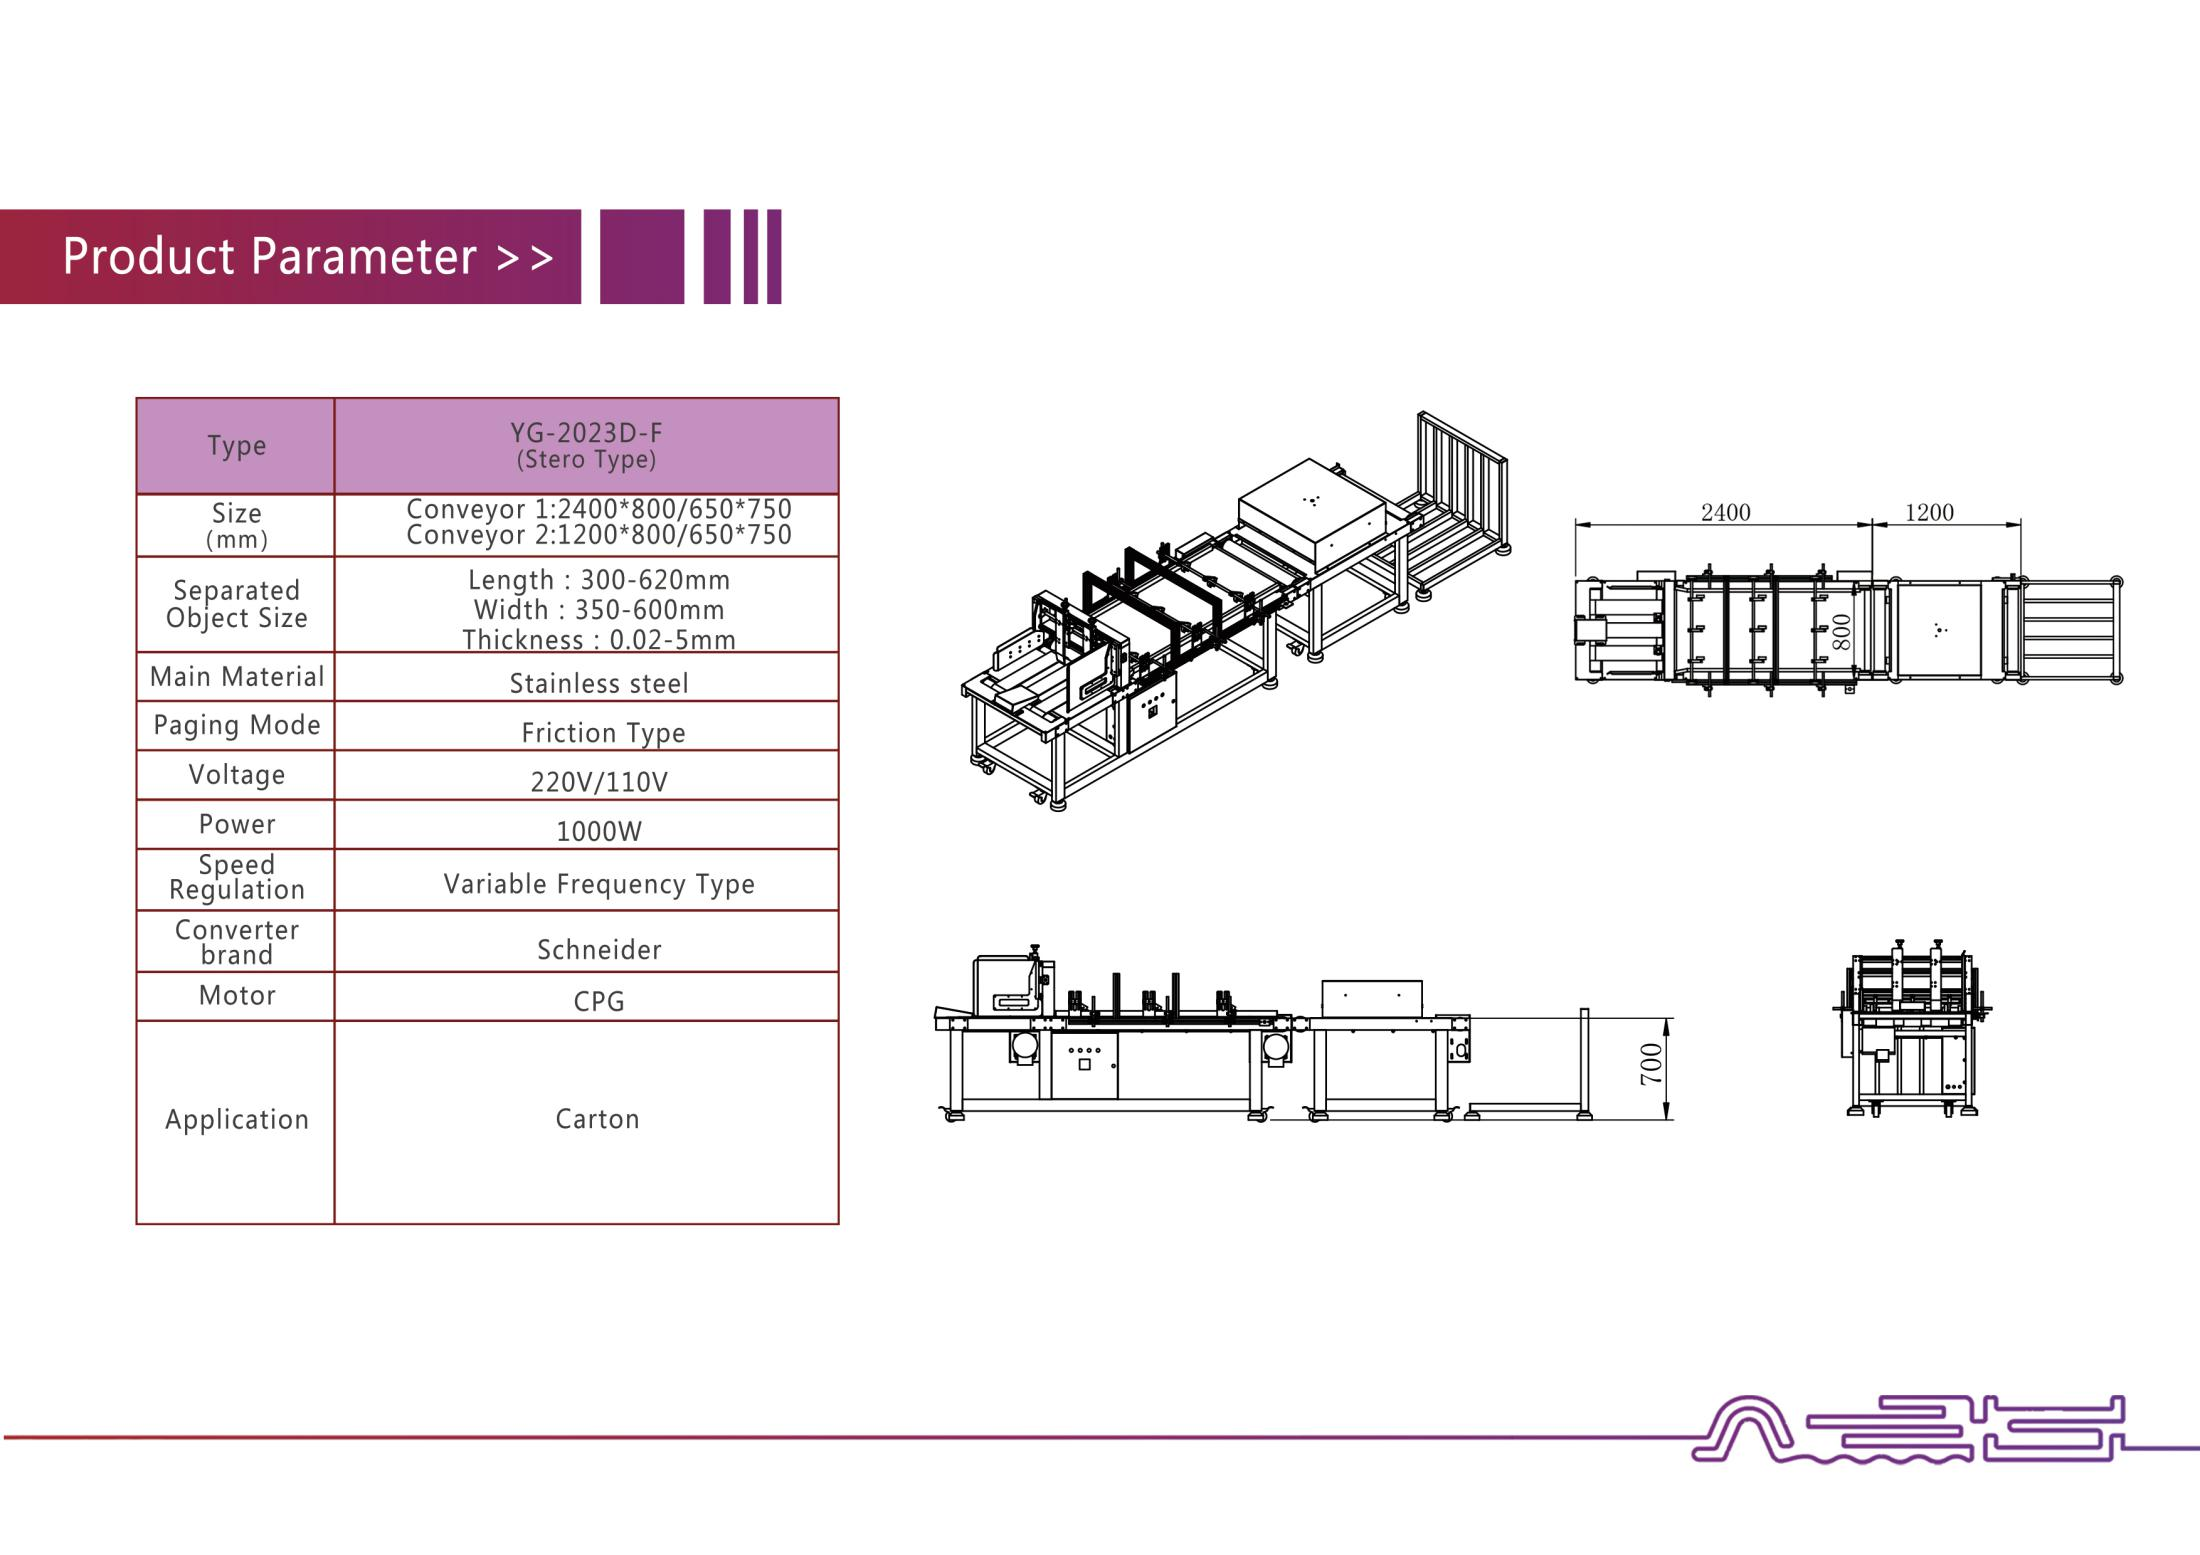 Product Parameter >>
Type
YG-2023D-F
(Stero Type)
Size
(mm)
Conveyor 1:2400*800/650*750
Conveyor 2:1200*800/650*750
Separated
Object Size
Length : 300-620mm
Width : 350-600mm
Thickness : 0.02-5mm
Main Material
Stainless steel
Paging Mode
Friction Type
Voltage
220V/110V
Power
1000W
Speed
Regulation
Variable Frequency Type
Converter
brand
Schneider
Motor
CPG
Application
Carton
2400
1200
800
700